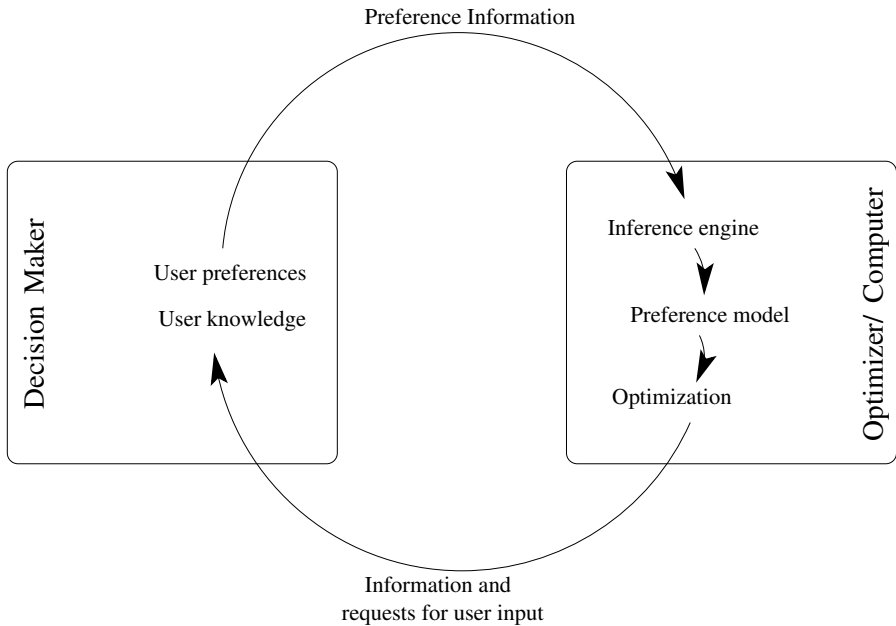 Preference Information
Decision Maker
User preferences
User knowledge
Inference engine
Preference model
Optimization
Optimizer/ Computer
Information and
requests for user input